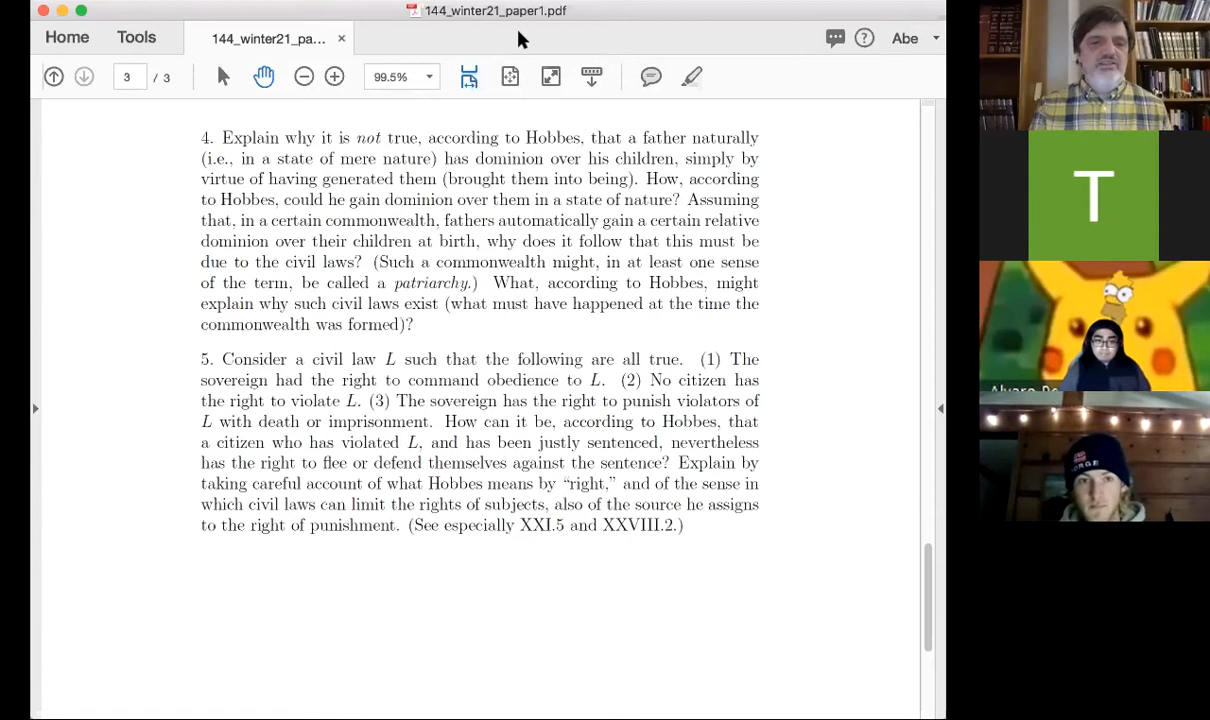 144_winter21_paper1.pdf
Home Tools 144_winter21_pa... × Abe
3 / 3 99.5%
4. Explain why it is not true, according to Hobbes, that a father naturally
(i.e., in a state of mere nature) has dominion over his children, simply by
virtue of having generated them (brought them into being). How, according
to Hobbes, could he gain dominion over them in a state of nature? Assuming
that, in a certain commonwealth, fathers automatically gain a certain relative
dominion over their children at birth, why does it follow that this must be
due to the civil laws? (Such a commonwealth might, in at least one sense
of the term, be called a patriarchy.) What, according to Hobbes, might
explain why such civil laws exist (what must have happened at the time the
commonwealth was formed)?
5. Consider a civil law L such that the following are all true. (1) The
sovereign had the right to command obedience to L. (2) No citizen has
the right to violate L. (3) The sovereign has the right to punish violators of
L with death or imprisonment. How can it be, according to Hobbes, that
a citizen who has violated L, and has been justly sentenced, nevertheless
has the right to flee or defend themselves against the sentence? Explain by
taking careful account of what Hobbes means by “right,” and of the sense in
which civil laws can limit the rights of subjects, also of the source he assigns
to the right of punishment. (See especially XXI.5 and XXVIII.2.)
T